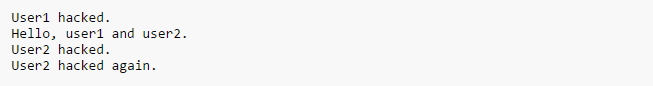 User1 hacked.
Hello, user1 and user2.
User2 hacked.
User2 hacked again.